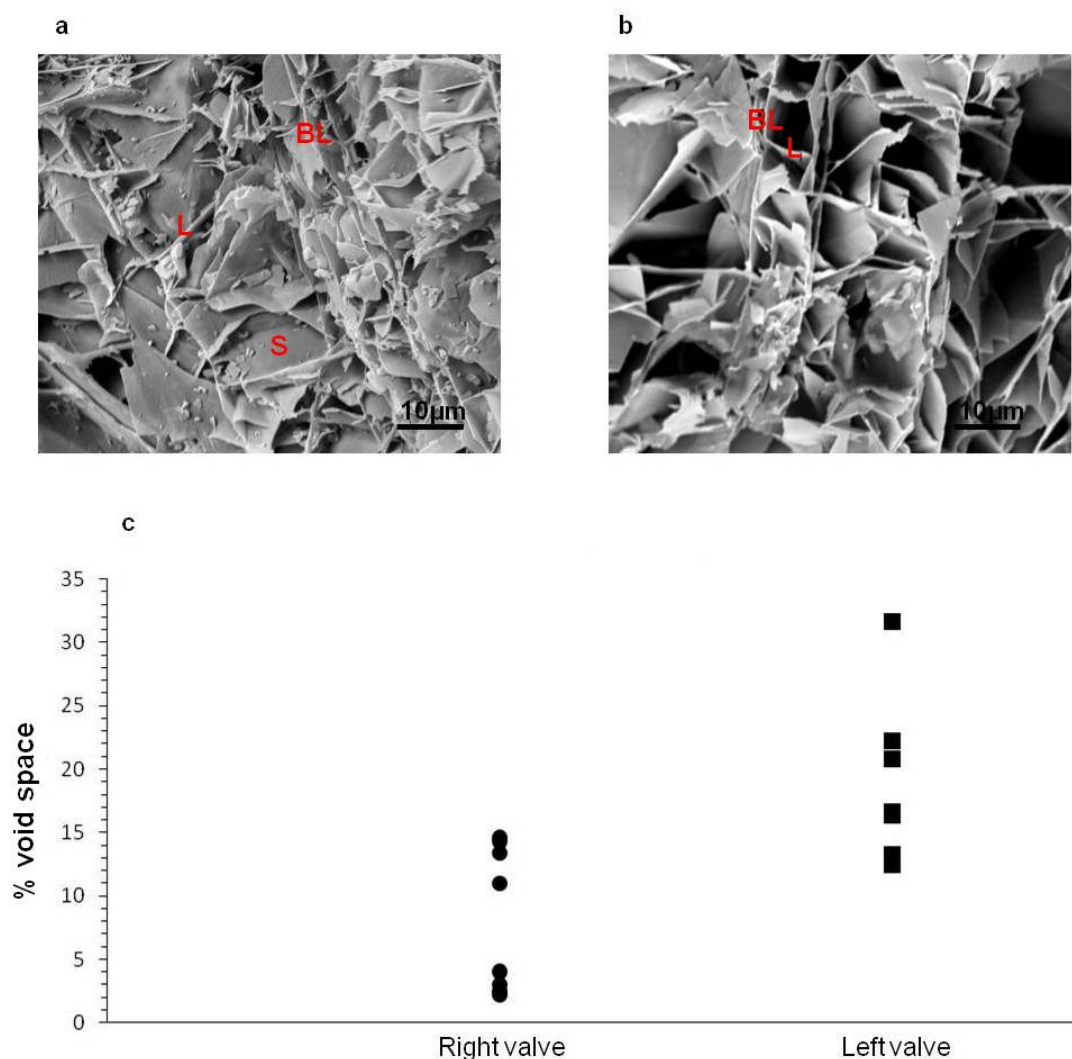 a
b
BL
L
S
10µm
BL
L
10µm
c
% void space
35
30
25
20
15
10
5
0
Right valve
Left valve